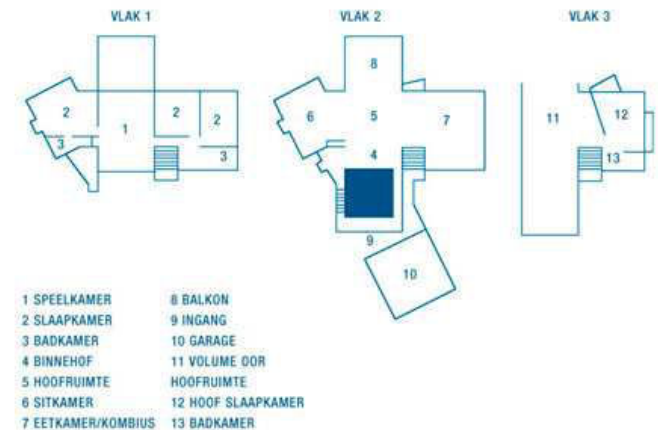 VLAK 1
2
1
2
2
3
3
VLAK 2
8
6
5
7
4
9
10
VLAK 3
11
12
13
1 SPEELKAMER
2 SLAAPKAMER
3 BADKAMER
4 BINNEHOF
5 HOOFRUIMTE
6 SITKAMER
7 EETKAMER/KOMBIUS
8 BALKON
9 INGANG
10 GARAGE
11 VOLUME OOR
HOOFRUIMTE
12 HOOF SLAAPKAMER
13 BADKAMER